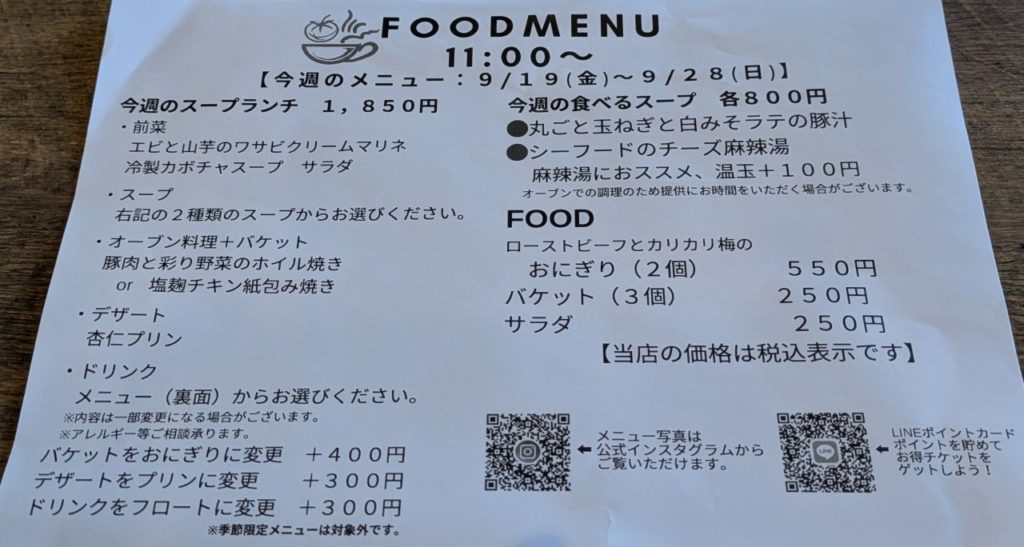 FOODMENU
11:00～
【今週のメニュー：９/１９(金)～９/２８(日)】
今週のスープランチ　１，８５０円
・前菜
エビと山芋のワサビクリームマリネ
冷製カボチャスープ　サラダ
・スープ
右記の２種類のスープからお選びください。
・オーブン料理＋バケット
豚肉と彩り野菜のホイル焼き
or　塩麹チキン紙包み焼き
・デザート
杏仁プリン
・ドリンク
メニュー（裏面）からお選びください。
※内容は一部変更になる場合がございます。
※アレルギー等ご相談承ります。
バケットをおにぎりに変更　＋４００円
デザートをプリンに変更　＋３００円
ドリンクをフロートに変更　＋３００円
※季節限定メニューは対象外です。
今週の食べるスープ　各８００円
●丸ごと玉ねぎと白みそラテの豚汁
●シーフードのチーズ麻辣湯
麻辣湯におススメ、温玉＋１００円
オーブンでの調理のため提供にお時間をいただく場合がございます。
FOOD
ローストビーフとカリカリ梅の
おにぎり（２個）　５５０円
バケット（３個）　２５０円
サラダ　２５０円
【当店の価格は税込表示です】
←メニュー写真は
公式インスタグラムから
ご覧いただけます。
LINE
←LINEポイントカード
ポイントを貯めて
お得チケットを
ゲットしよう！